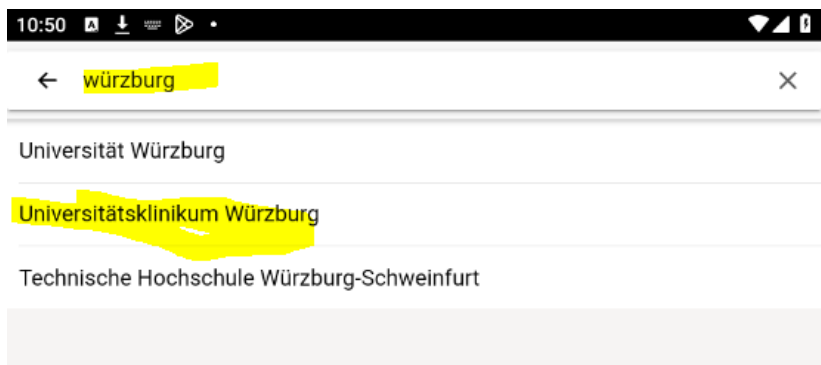 10:50
würzburg
Universität Würzburg
Universitätsklinikum Würzburg
Technische Hochschule Würzburg-Schweinfurt